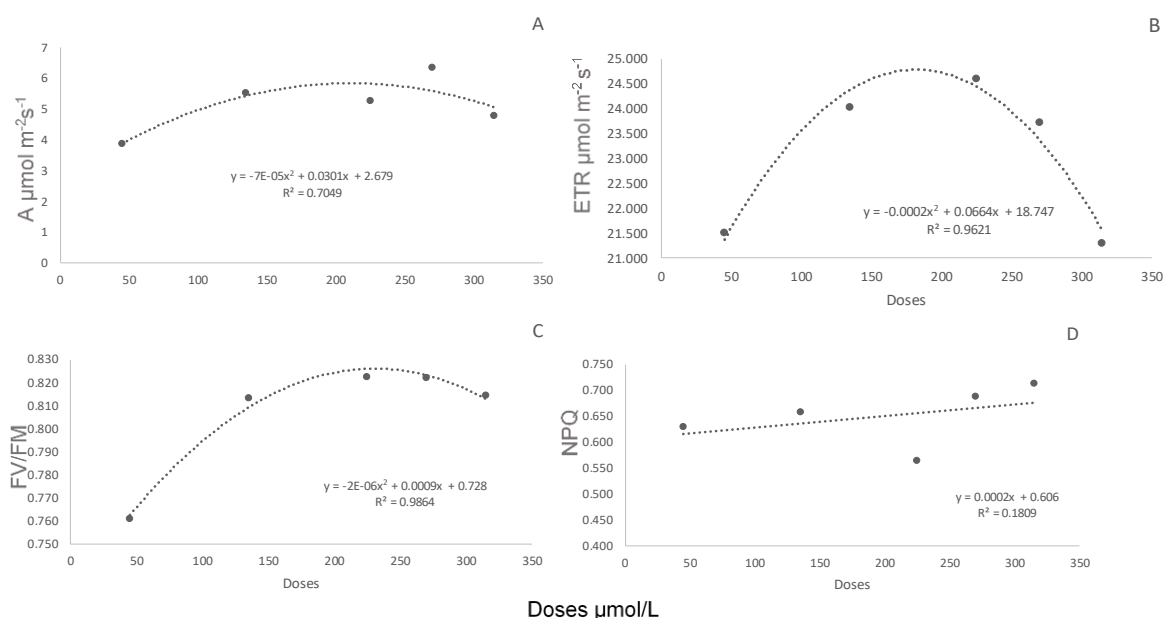 A
7
6
5
4
3
2
1
0
A µmol m⁻²s⁻¹
y = -7E-05x² + 0.0301x + 2.679
R² = 0.7049
0 50 100 150 200 250 300 350
B
25.000
24.500
24.000
23.500
23.000
22.500
22.000
21.500
21.000
ETR µmol m⁻² s⁻¹
y = -0.0002x² + 0.0664x + 18.747
R² = 0.9621
0 50 100 150 200 250 300 350
Doses
C
0.830
0.820
0.810
0.800
0.790
0.780
0.770
0.760
0.750
FV/FM
y = -2E-06x² + 0.0009x + 0.728
R² = 0.9864
0 50 100 150 200 250 300 350
Doses
D
0.750
0.700
0.650
0.600
0.550
0.500
0.450
0.400
NPQ
y = 0.0002x + 0.606
R² = 0.1809
0 50 100 150 200 250 300 350
Doses
Doses µmol/L